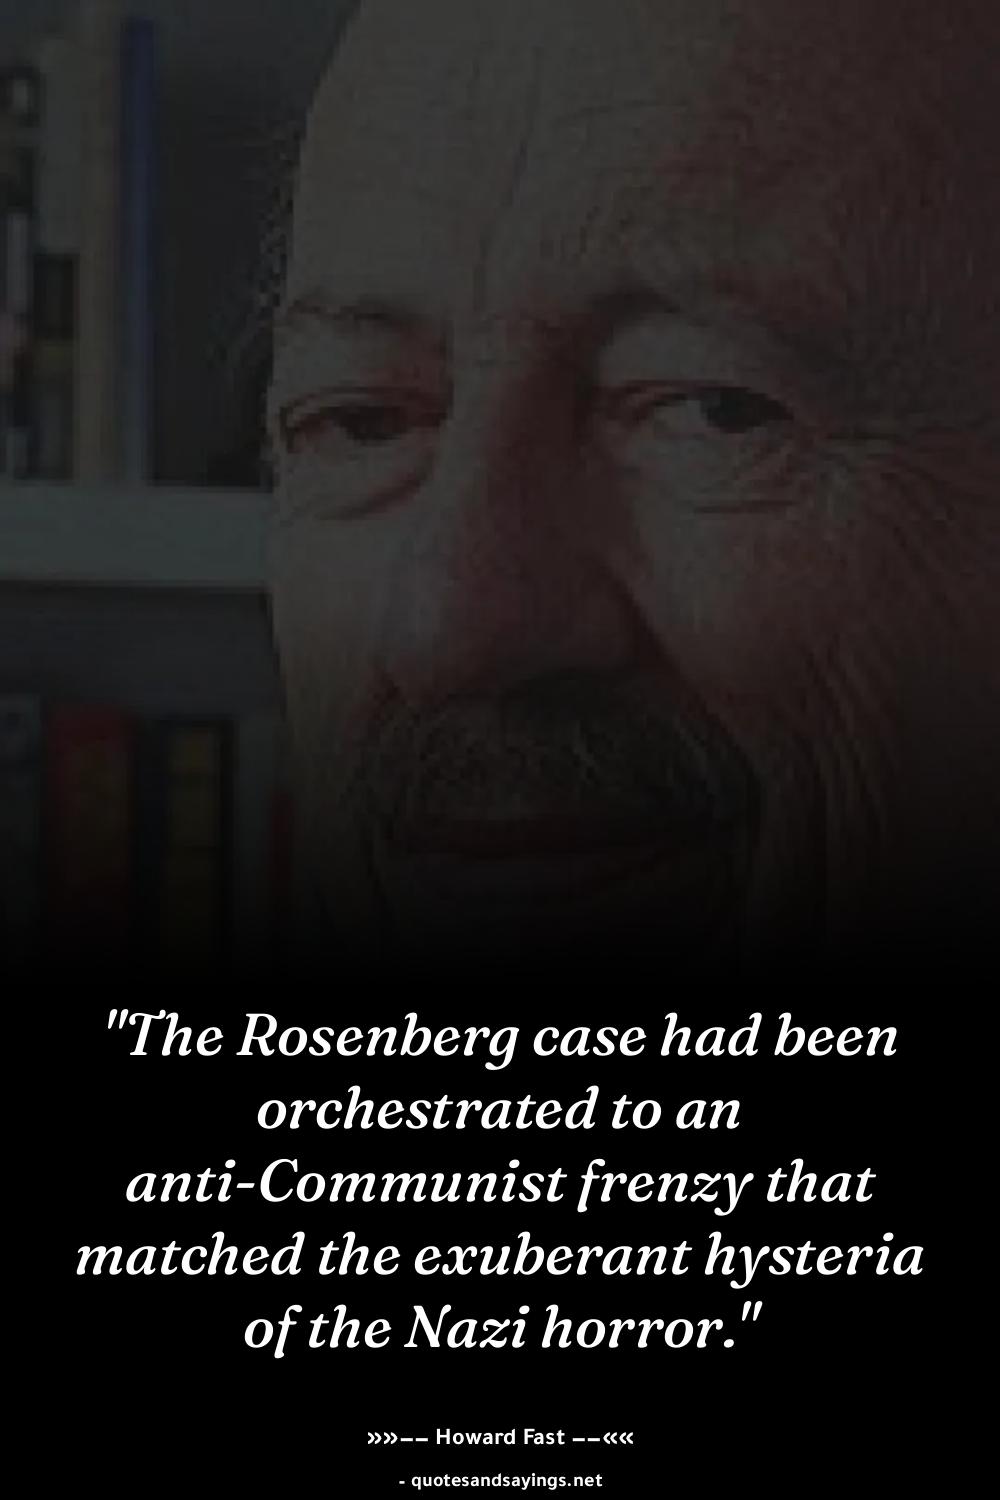 "The Rosenberg case had been
orchestrated to an
anti-Communist frenzy that
matched the exuberant hysteria
of the Nazi horror."
»»–– Howard Fast ––««
- quotesandsayings.net